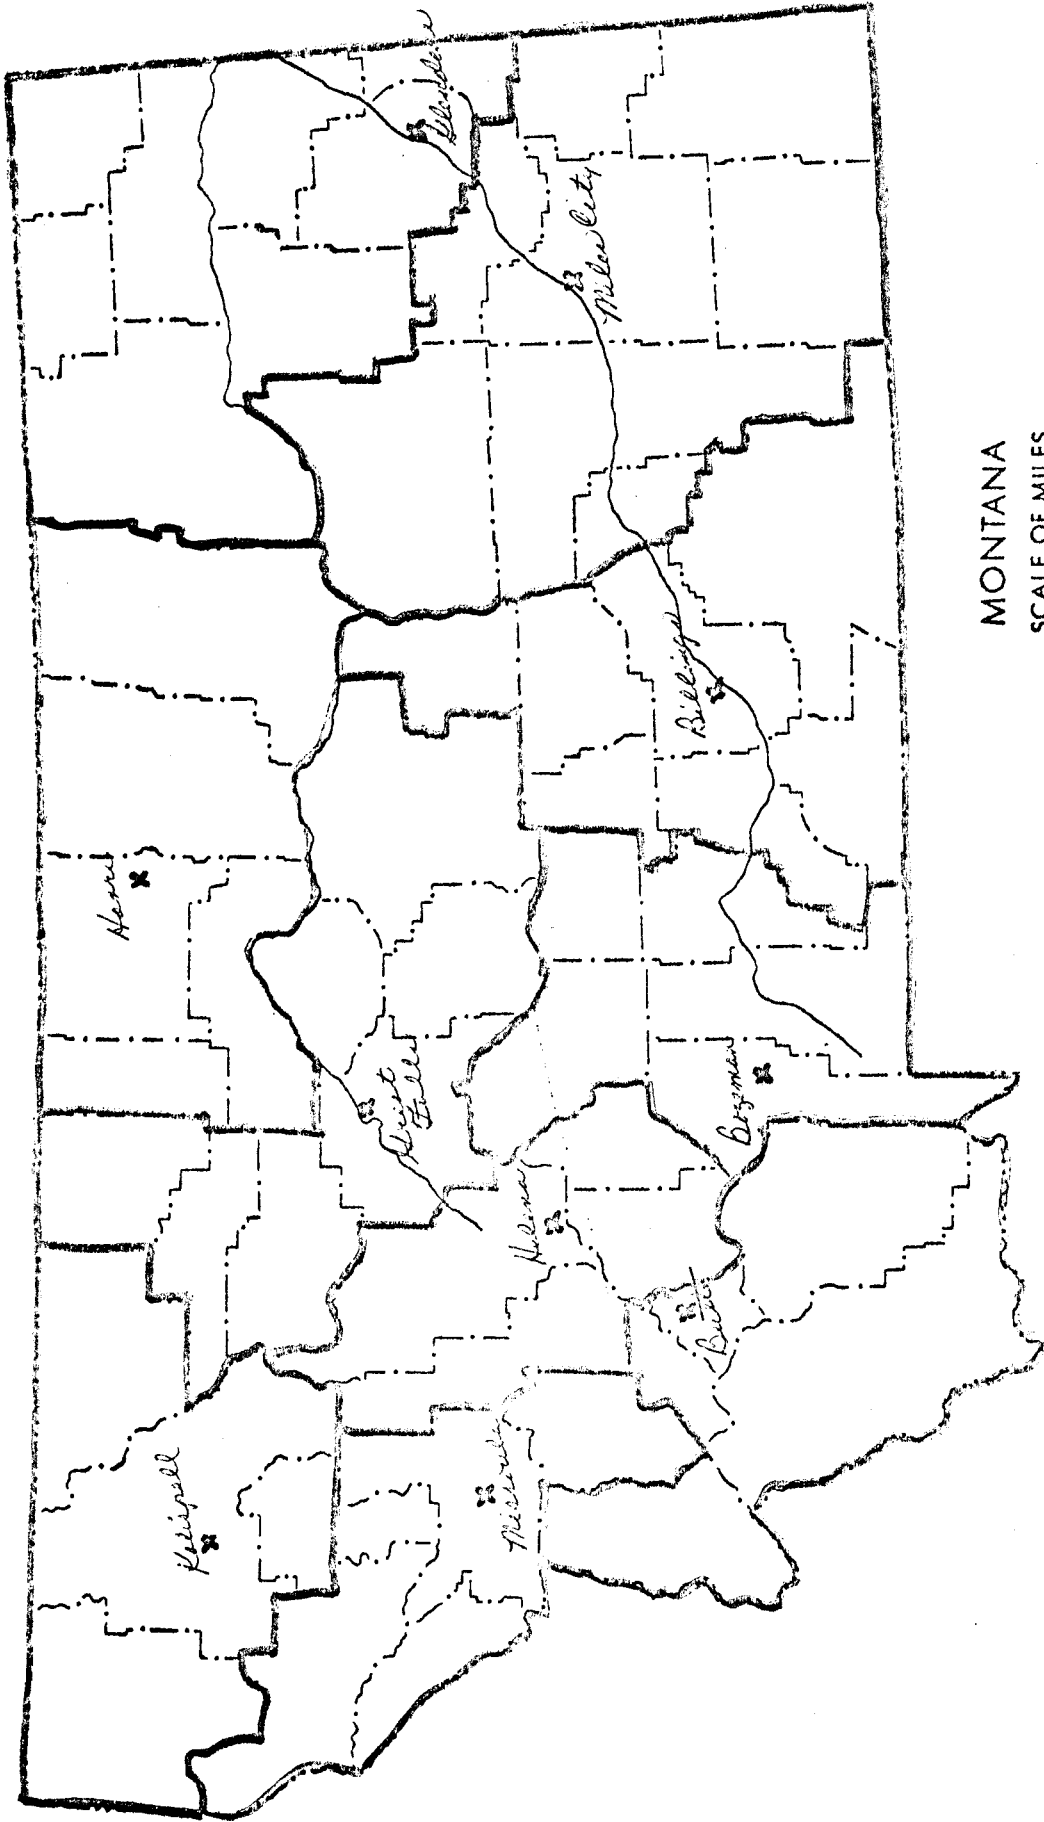 Kalispell
Havre
Glendive
Great
Falls
Missoula
Helena
Miles City
Billings
Butte
Bozeman
MONTANA
SCALE OF MILES